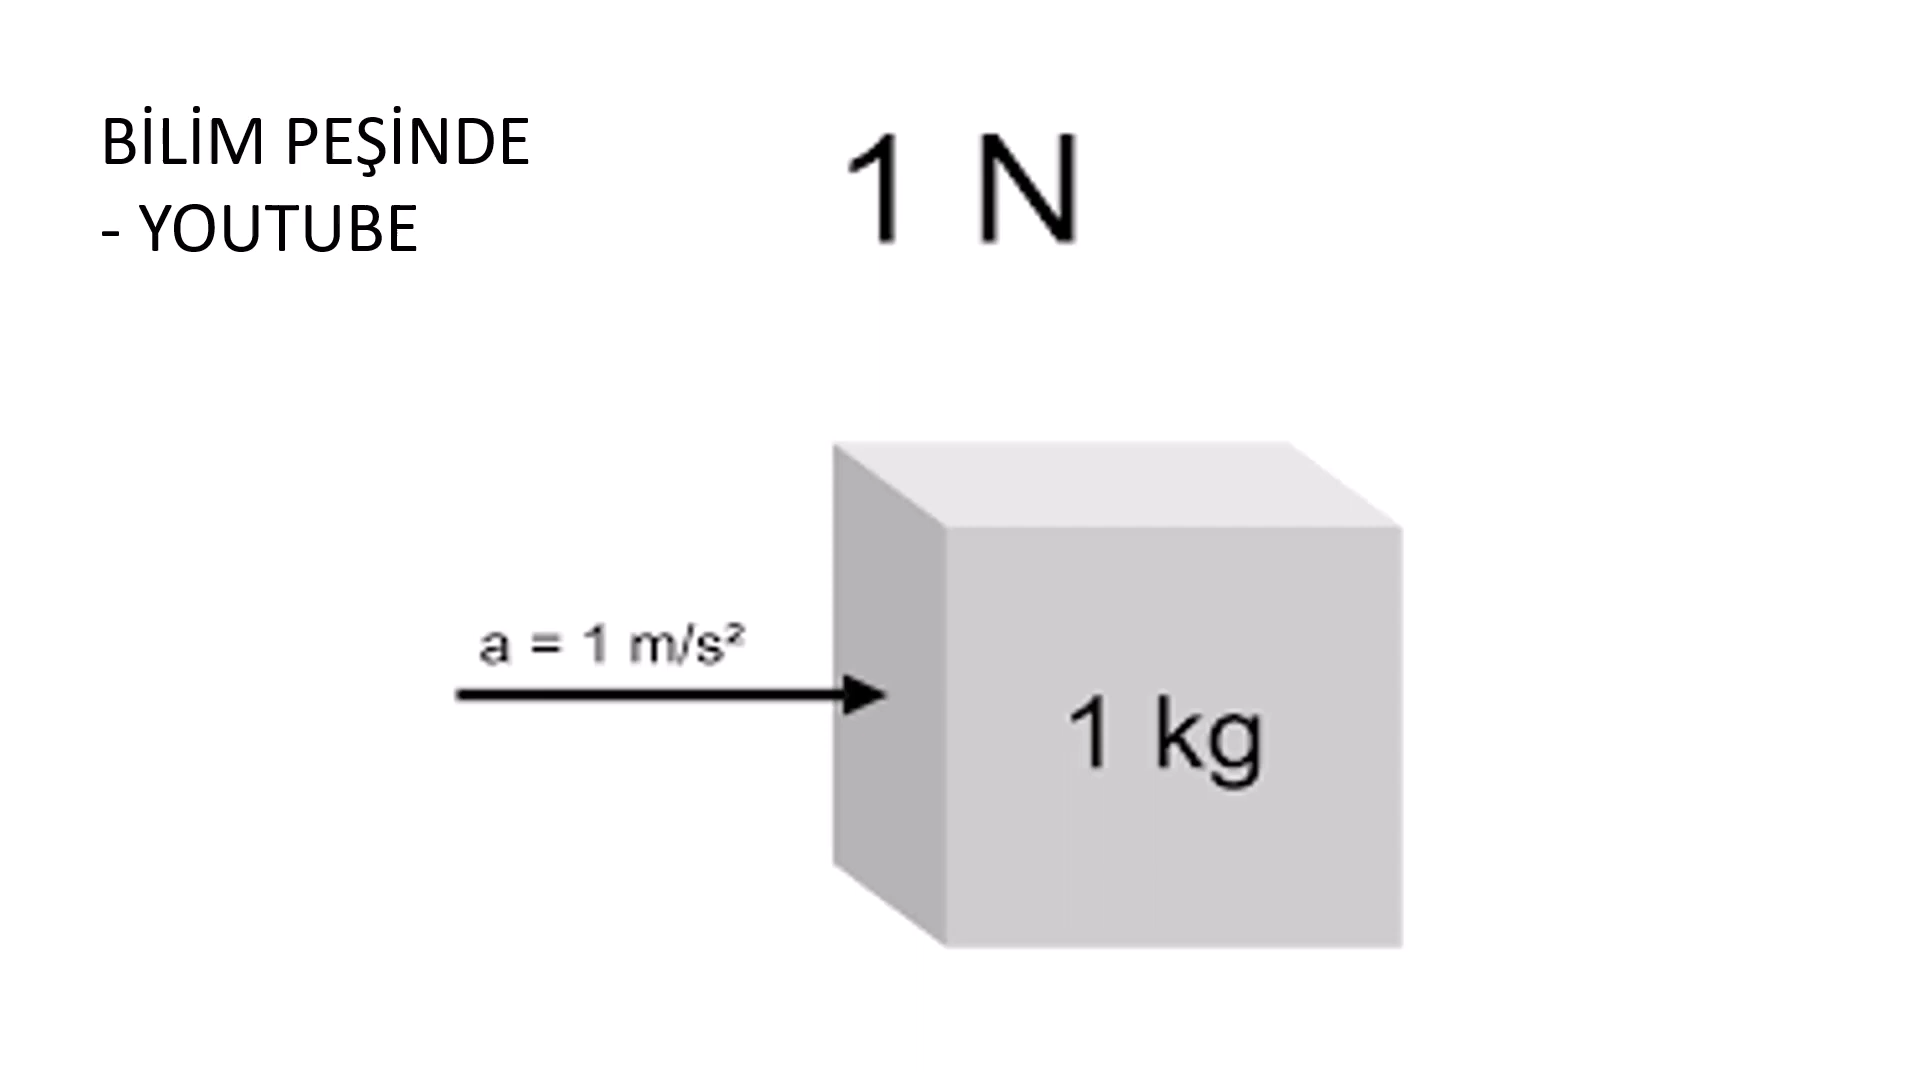 BİLİM PEŞİNDE
- YOUTUBE
1 N
a = 1 m/s²
1 kg